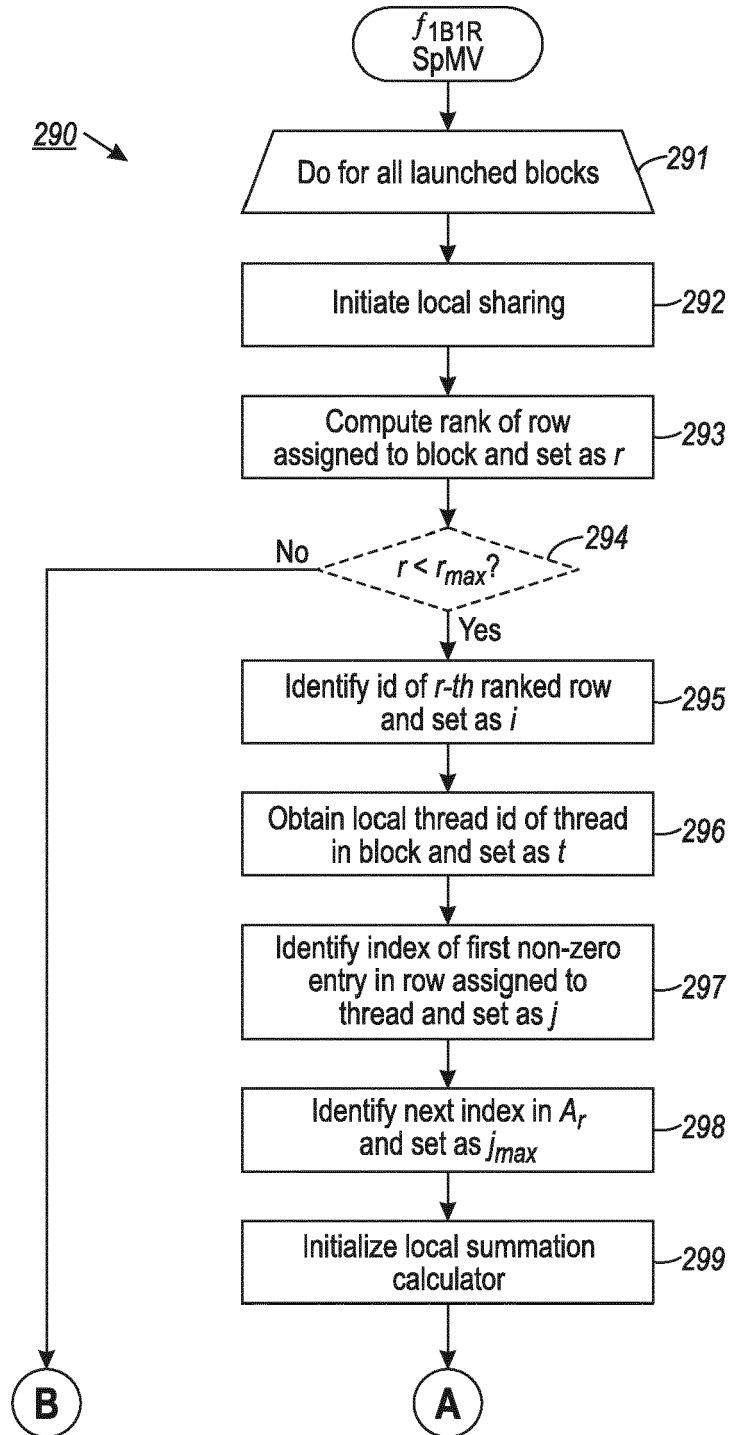 f1B1R
SpMV
290
Do for all launched blocks
291
Initiate local sharing
292
Compute rank of row
assigned to block and set as r
293
294
No
r < rmax?
Yes
Identify id of r-th ranked row
and set as i
295
Obtain local thread id of thread
in block and set as t
296
Identify index of first non-zero
entry in row assigned to
thread and set as j
297
Identify next index in Ar
and set as jmax
298
Initialize local summation
calculator
299
B
A